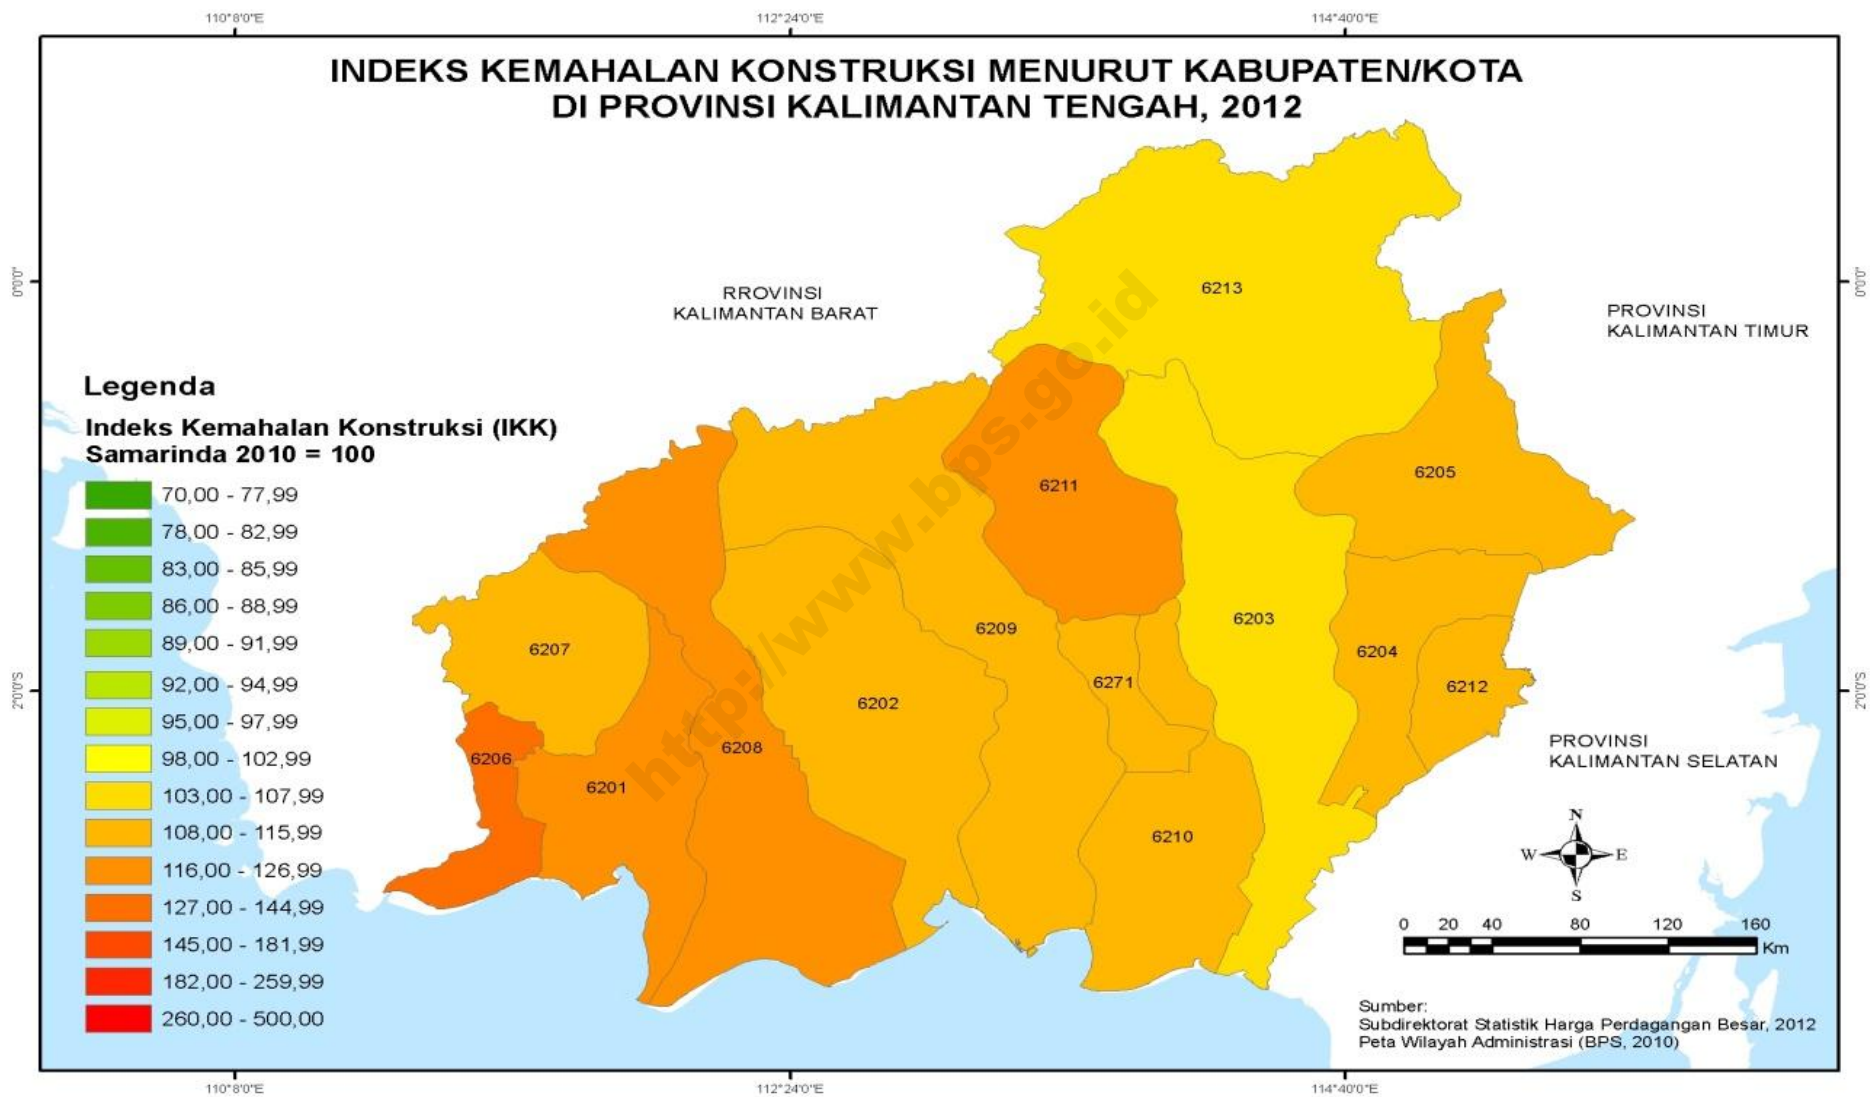 110°8'0"E
112°24'0"E
114°40'0"E
INDEKS KEMAHALAN KONSTRUKSI MENURUT KABUPATEN/KOTA
DI PROVINSI KALIMANTAN TENGAH, 2012
0°0'0"
0°0'0"
RROVINSI
KALIMANTAN BARAT
6213
PROVINSI
KALIMANTAN TIMUR
Legenda
Indeks Kemahalan Konstruksi (IKK)
Samarinda 2010 = 100
70,00 - 77,99
78,00 - 82,99
83,00 - 85,99
86,00 - 88,99
89,00 - 91,99
92,00 - 94,99
95,00 - 97,99
98,00 - 102,99
103,00 - 107,99
108,00 - 115,99
116,00 - 126,99
127,00 - 144,99
145,00 - 181,99
182,00 - 259,99
260,00 - 500,00
6205
6211
6203
6209
6207
6204
6271
6212
6202
6208
6206
6201
6210
2°0'0"S
2°0'0"S
http://www.bps.go.id
PROVINSI
KALIMANTAN SELATAN
N
W E
S
0 20 40 80 120 160
Km
Sumber:
Subdirektorat Statistik Harga Perdagangan Besar, 2012
Peta Wilayah Administrasi (BPS, 2010)
110°8'0"E
112°24'0"E
114°40'0"E